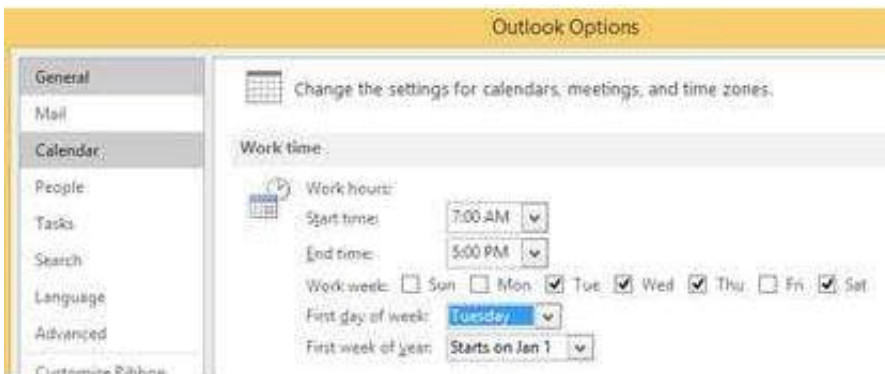 Outlook Options
General
Mail
Calendar
People
Tasks
Search
Language
Advanced
Customize Ribbon
Change the settings for calendars, meetings, and time zones.
Work time
Work hours:
Start time: 7:00 AM
End time: 5:00 PM
Work week: Sun Mon Tue Wed Thu Fri Sat
First day of week: Tuesday
First week of year: Starts on Jan 1